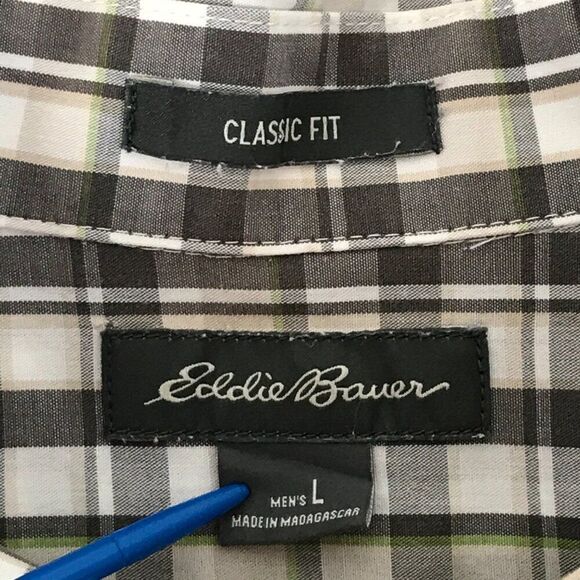 CLASSIC FIT
Eddie Bauer
MEN'S L
MADE IN MADAGASCAR